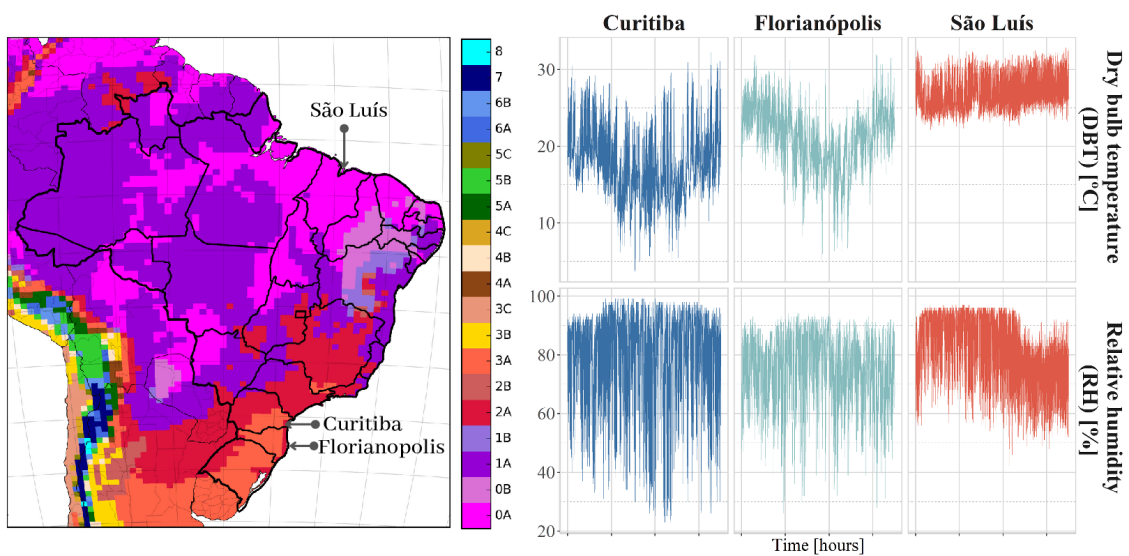 São Luís
Curitiba
Florianopolis
8
7
6B
6A
5C
5B
5A
4C
4B
4A
3C
3B
3A
2B
2A
1B
1A
0B
0A
Curitiba
Florianópolis
São Luís
30
20
10
Dry bulb temperature
(DBT) [ºC]
100
80
60
40
20
Relative humidity
(RH) [%]
Time [hours]